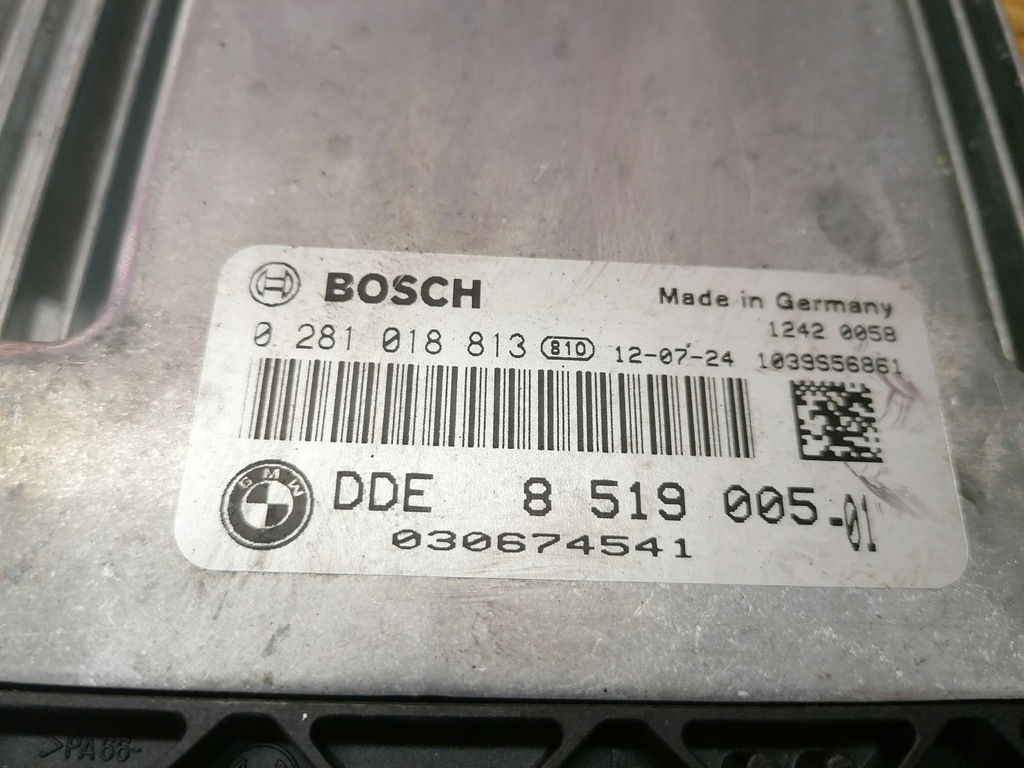 BOSCH
Made in Germany
1242 0058
0 281 018 813 810 12-07-24 1039S56861
BMW
DDE 8 519 005-01
030674541
>PA66-